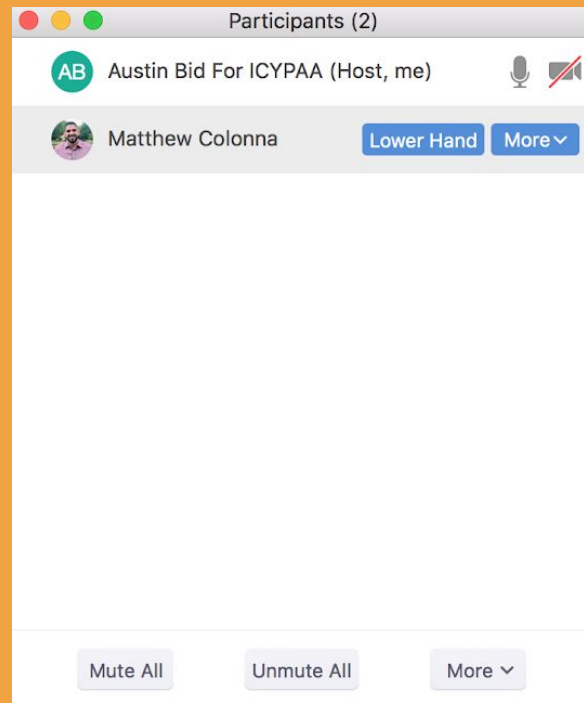 Participants (2)
AB Austin Bid For ICYPAA (Host, me)
Matthew Colonna Lower Hand More
Mute All Unmute All More